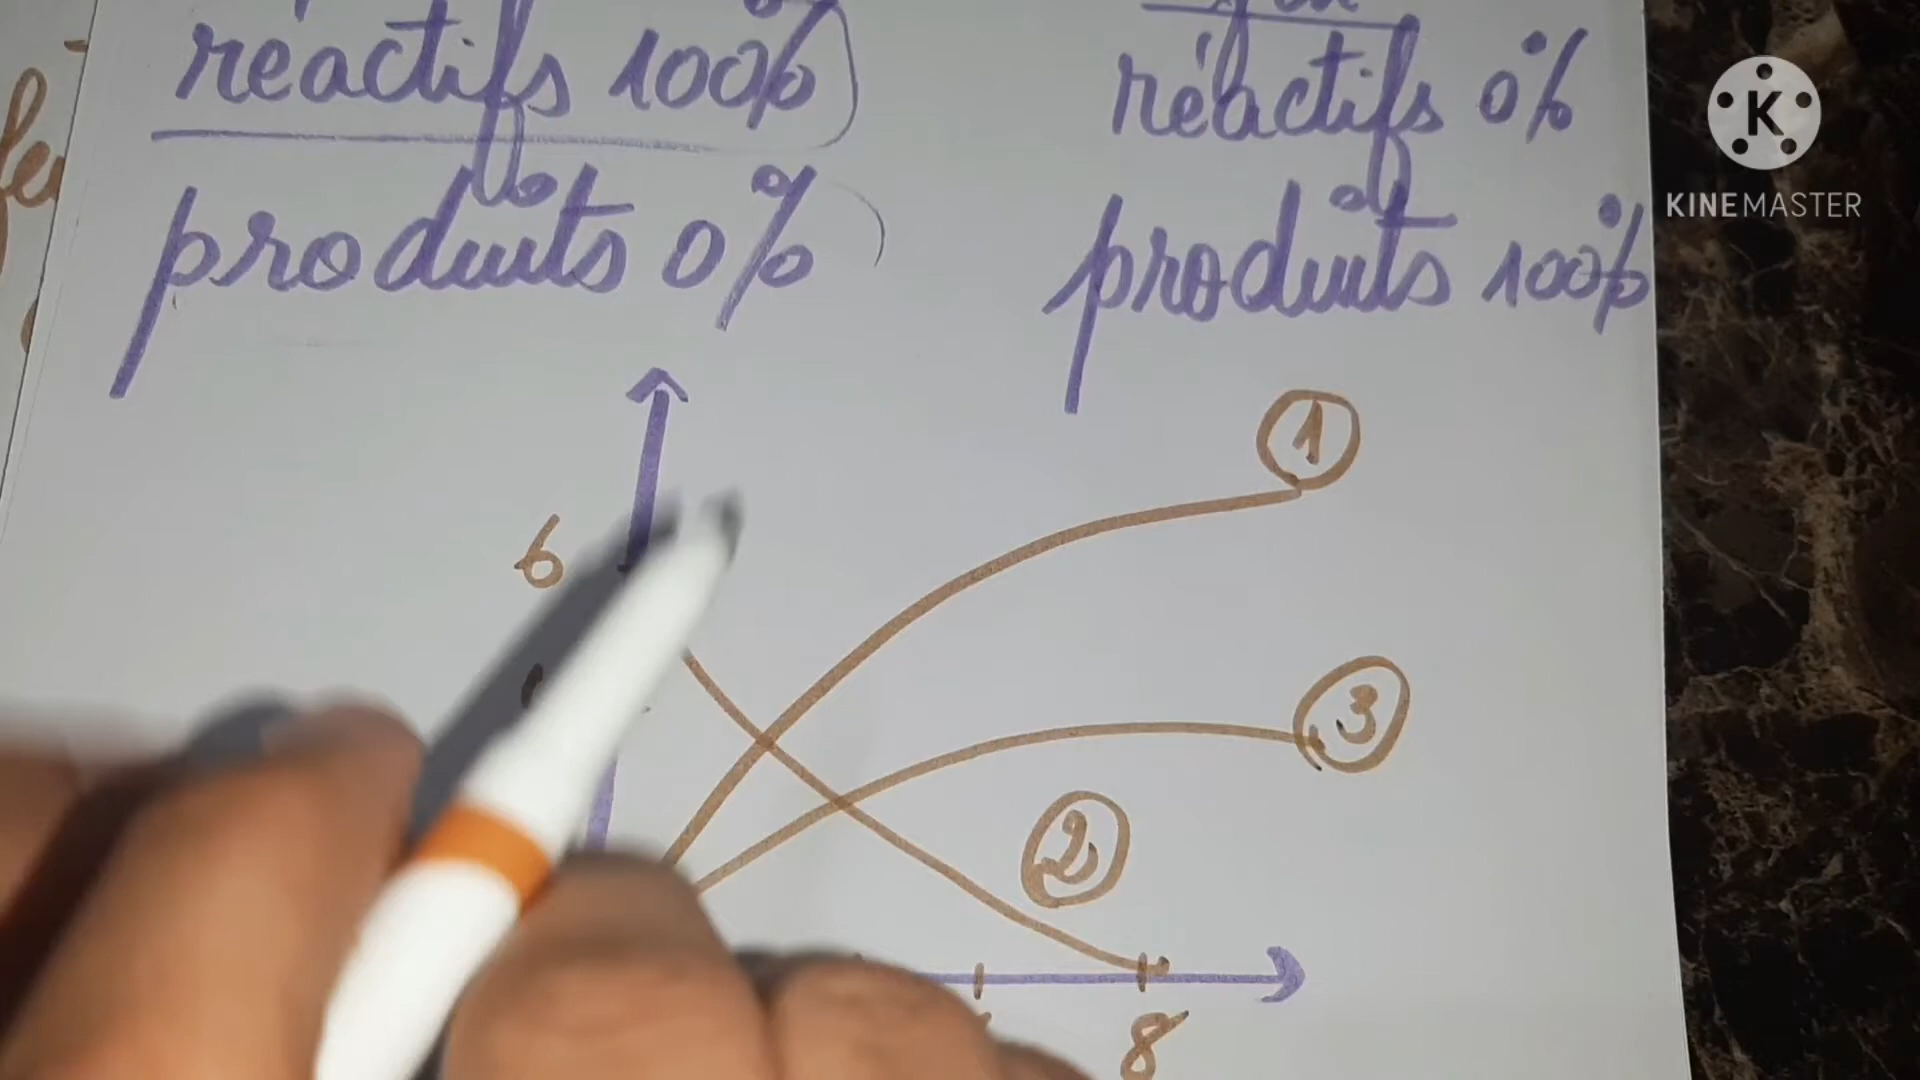 réactifs 100%
produits 0%
réactifs 0%
produits 100%
K
KINEMASTER
1
6
3
2
8